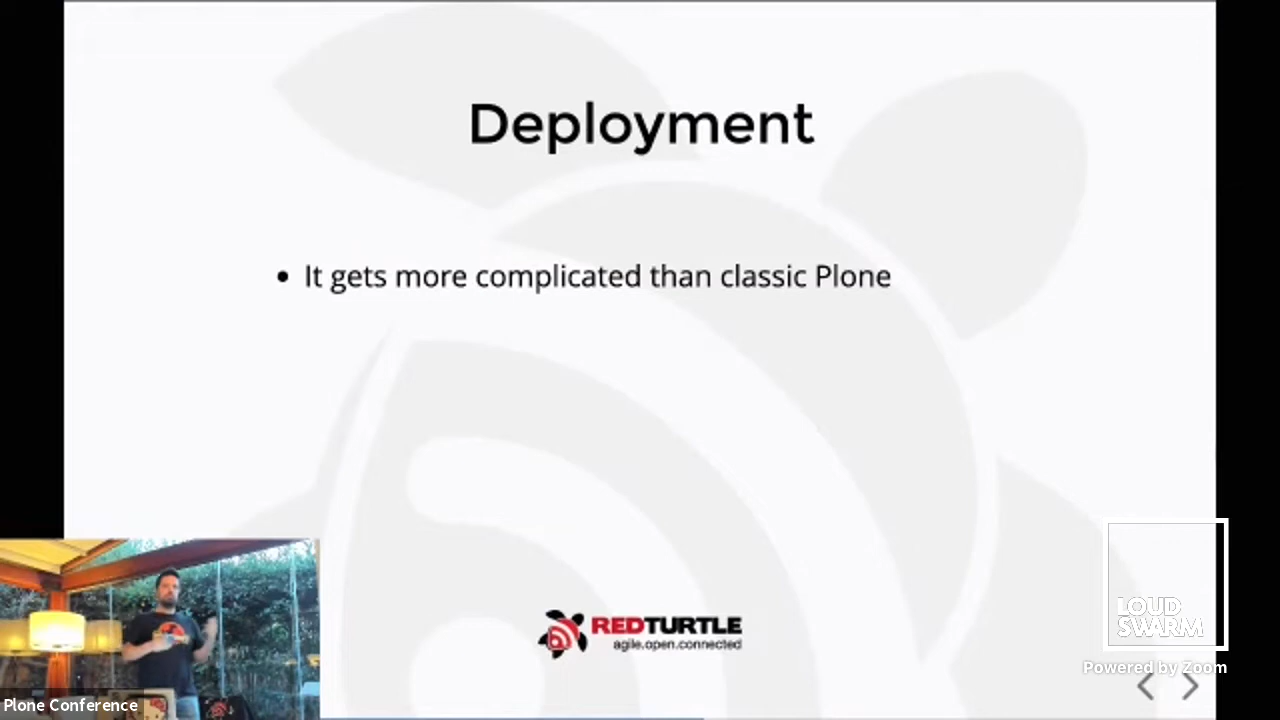 Deployment
• It gets more complicated than classic Plone
REDTURTLE
agile.open.connected
LOUD
SWARM
Powered by Zoom
Plone Conference